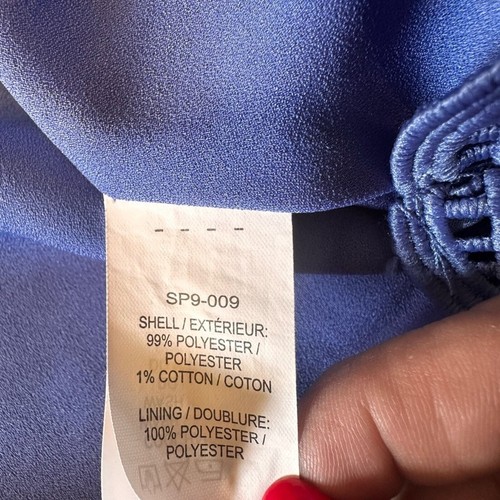 - - - -
SP9-009
SHELL / EXTÉRIEUR:
99% POLYESTER /
POLYESTER
1% COTTON / COTON
LINING / DOUBLURE:
100% POLYESTER /
POLYESTER